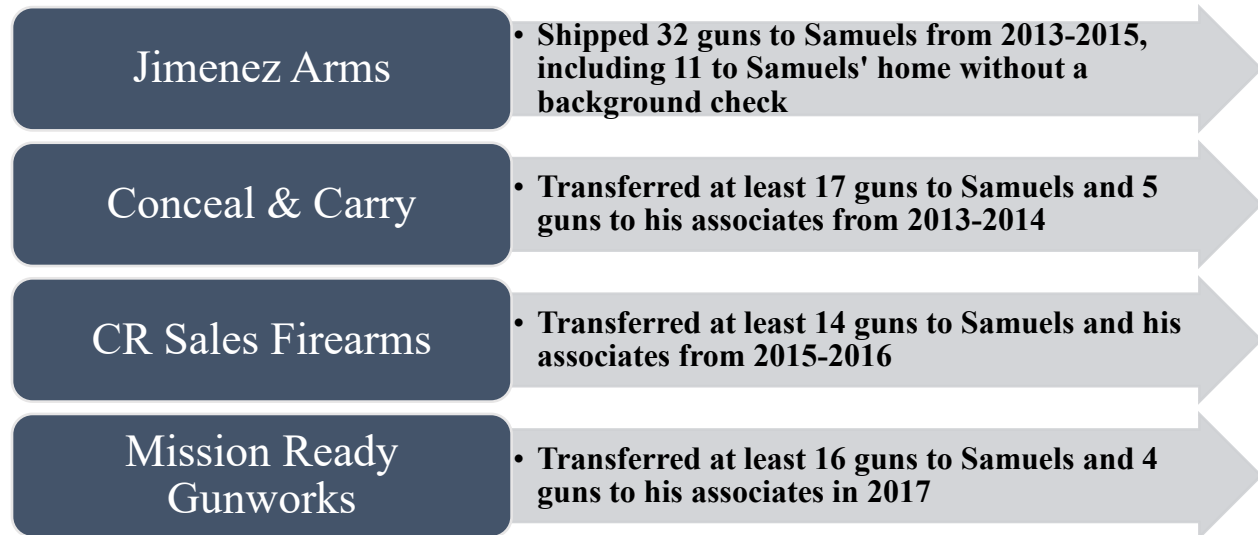 Jimenez Arms
• Shipped 32 guns to Samuels from 2013-2015,
including 11 to Samuels' home without a
background check
Conceal & Carry
• Transferred at least 17 guns to Samuels and 5
guns to his associates from 2013-2014
CR Sales Firearms
• Transferred at least 14 guns to Samuels and his
associates from 2015-2016
Mission Ready
Gunworks
• Transferred at least 16 guns to Samuels and 4
guns to his associates in 2017